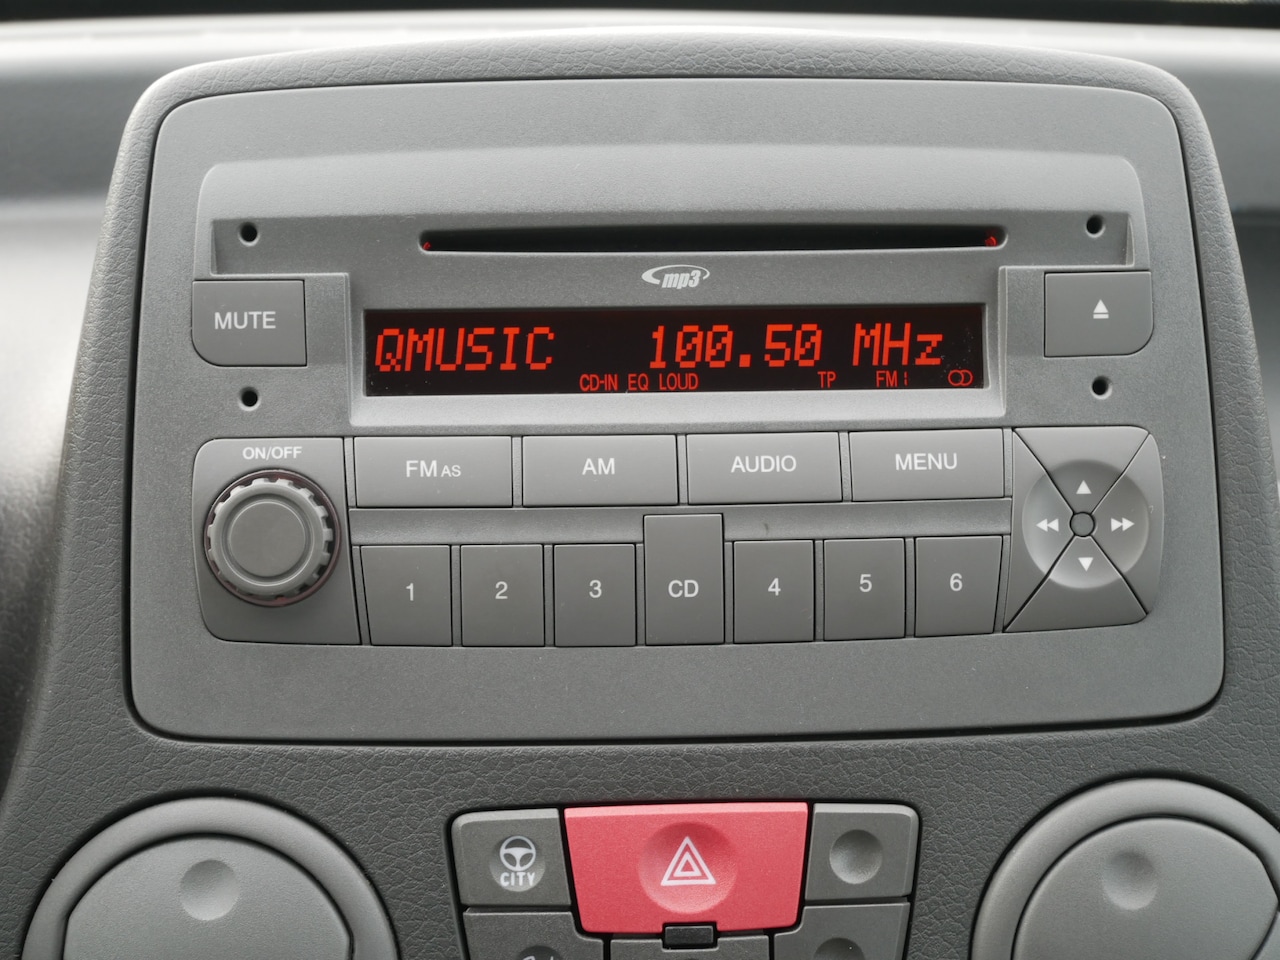 mp3
MUTE
QMUSIC 100.50 MHz
CD-IN EQ LOUD TP FM1
ON/OFF
FM AS AM AUDIO MENU
1 2 3 CD 4 5 6
CITY